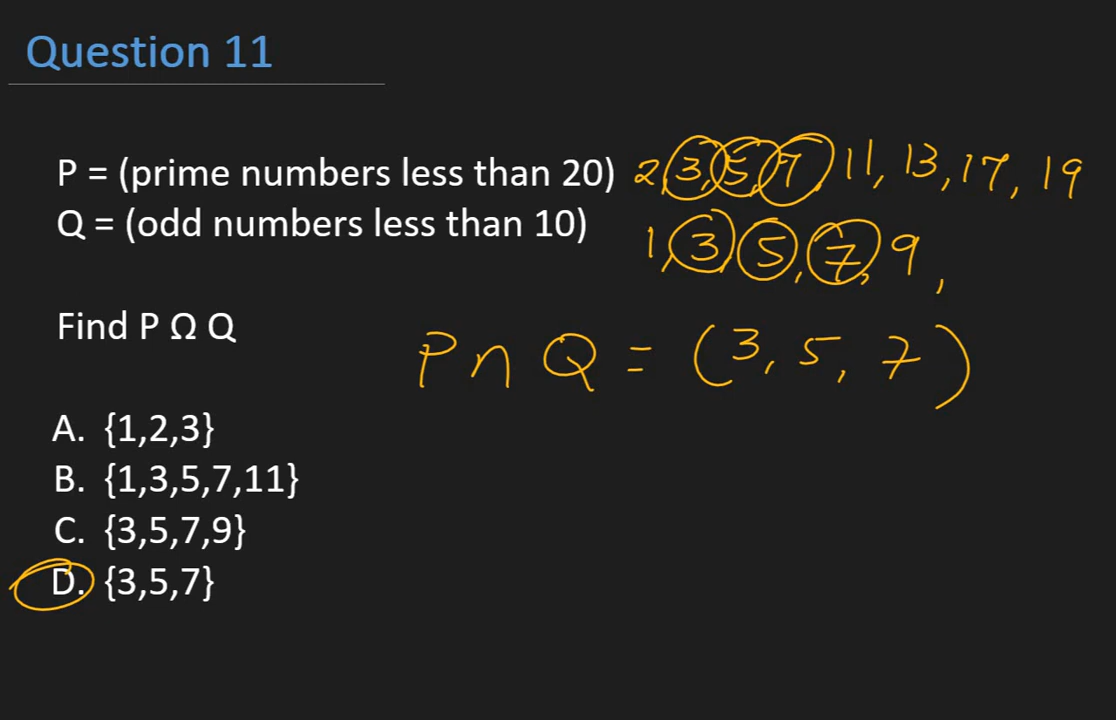 Question 11
P = (prime numbers less than 20) 2,3,5,7,11,13,17,19
Q = (odd numbers less than 10) 1,3,5,7,9,
Find P Ω Q
P∩Q = (3,5,7)
A. {1,2,3}
B. {1,3,5,7,11}
C. {3,5,7,9}
D. {3,5,7}